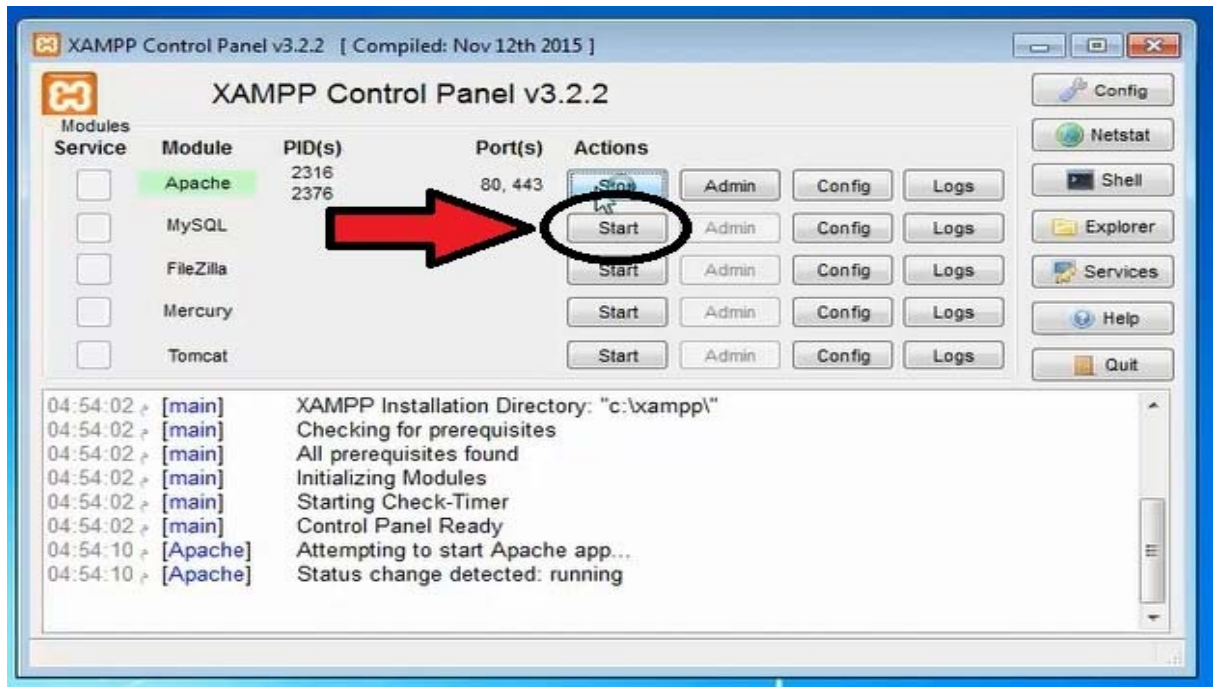 XAMPP Control Panel v3.2.2 [ Compiled: Nov 12th 2015 ]
XAMPP Control Panel v3.2.2
Config
Netstat
Shell
Explorer
Services
Help
Quit
Modules
Service Module PID(s) Port(s) Actions
Apache 2316 80, 443 Stop Admin Config Logs
2376
MySQL Start Admin Config Logs
FileZilla Start Admin Config Logs
Mercury Start Admin Config Logs
Tomcat Start Admin Config Logs
04:54:02 م [main] XAMPP Installation Directory: "c:\xampp\"
04:54:02 م [main] Checking for prerequisites
04:54:02 م [main] All prerequisites found
04:54:02 م [main] Initializing Modules
04:54:02 م [main] Starting Check-Timer
04:54:02 م [main] Control Panel Ready
04:54:10 م [Apache] Attempting to start Apache app...
04:54:10 م [Apache] Status change detected: running